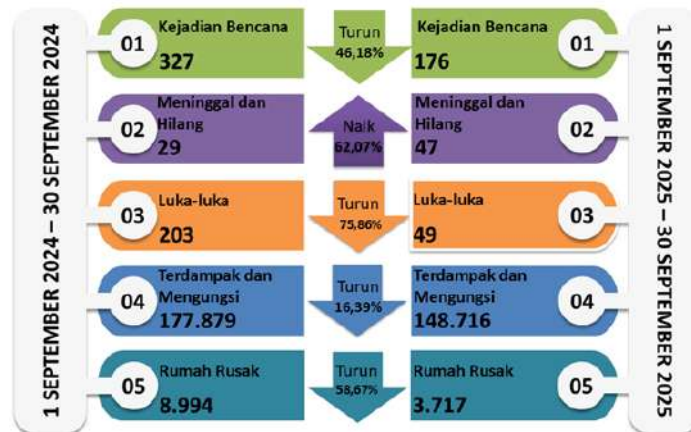 1 SEPTEMBER 2024 – 30 SEPTEMBER 2024
01
Kejadian Bencana
327
Turun
46,18%
Kejadian Bencana
176
01
02
Meninggal dan
Hilang
29
Naik
62,07%
Meninggal dan
Hilang
47
02
03
Luka-luka
203
Turun
75,86%
Luka-luka
49
03
04
Terdampak dan
Mengungsi
177.879
Turun
16,39%
Terdampak dan
Mengungsi
148.716
04
05
Rumah Rusak
8.994
Turun
58,67%
Rumah Rusak
3.717
05
1 SEPTEMBER 2025 – 30 SEPTEMBER 2025